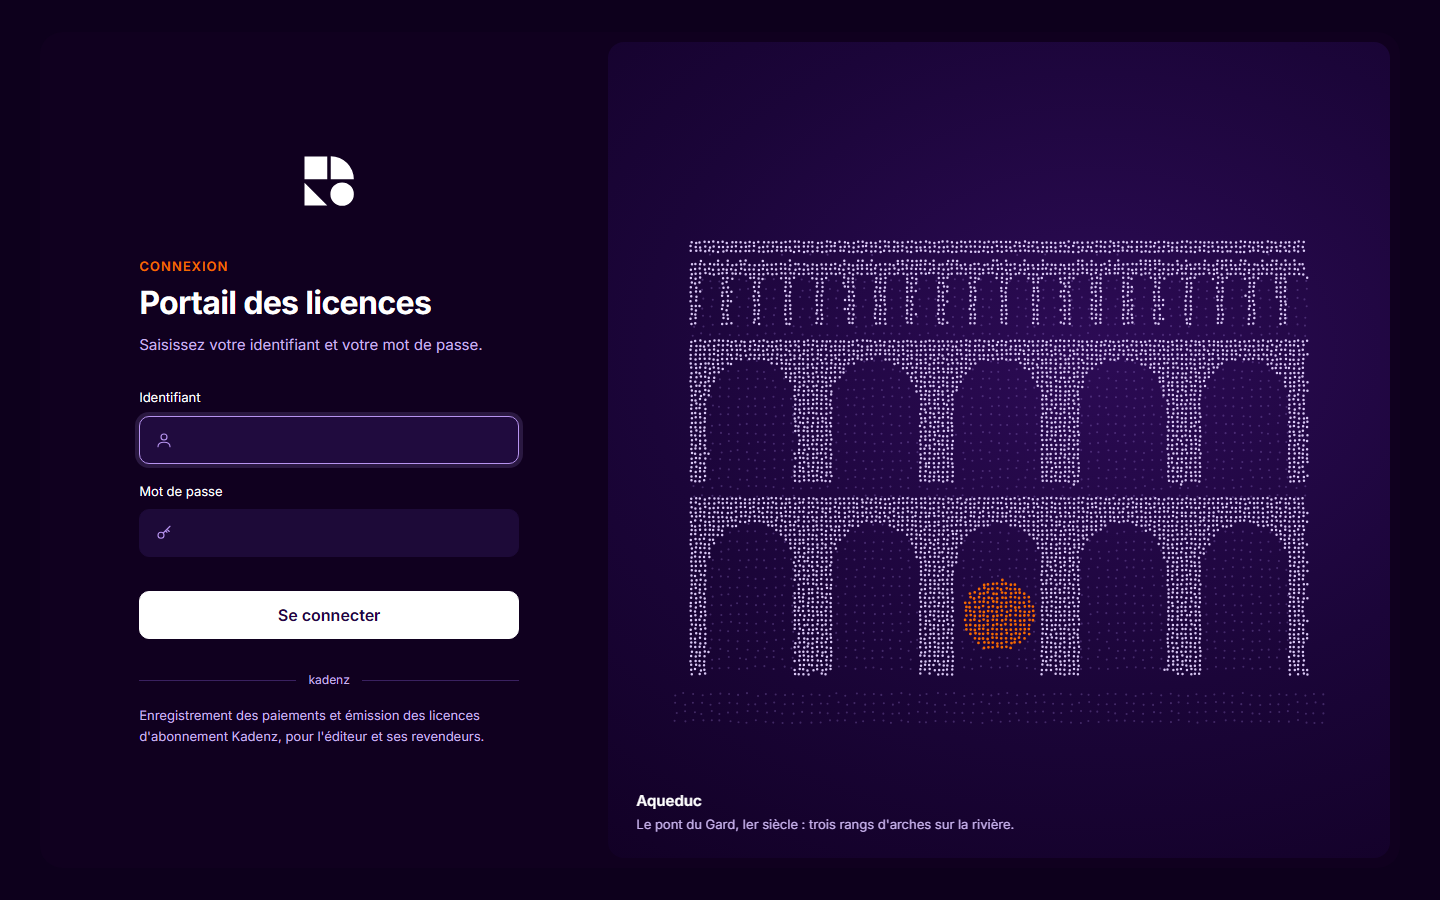 CONNEXION
Portail des licences
Saisissez votre identifiant et votre mot de passe.
Identifiant
Mot de passe
Se connecter
kadenz
Enregistrement des paiements et émission des licences
d'abonnement Kadenz, pour l'éditeur et ses revendeurs.
Aqueduc
Le pont du Gard, Ier siècle : trois rangs d'arches sur la rivière.